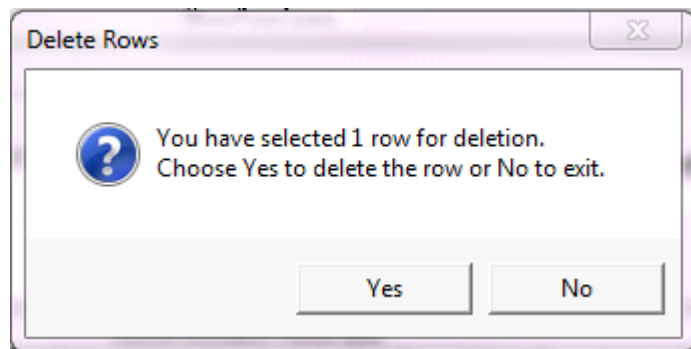 Delete Rows
You have selected 1 row for deletion.
Choose Yes to delete the row or No to exit.
Yes
No